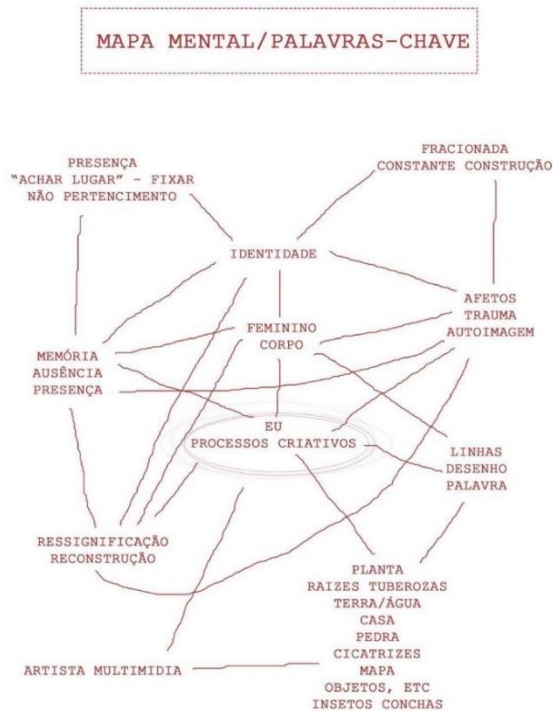 MAPA MENTAL/PALAVRAS-CHAVE
PRESENÇA
“ACHAR LUGAR” – FIXAR
NÃO PERTENCIMENTO
FRACIONADA
CONSTANTE CONSTRUÇÃO
IDENTIDADE
AFETOS
TRAUMA
AUTOIMAGEM
FEMININO
CORPO
MEMÓRIA
AUSÊNCIA
PRESENÇA
EU
PROCESSOS CRIATIVOS
LINHAS
DESENHO
PALAVRA
RESSIGNIFICAÇÃO
RECONSTRUÇÃO
PLANTA
RAIZES TUBEROZAS
TERRA/ÁGUA
CASA
PEDRA
CICATRIZES
MAPA
OBJETOS, ETC
INSETOS CONCHAS
ARTISTA MULTIMIDIA